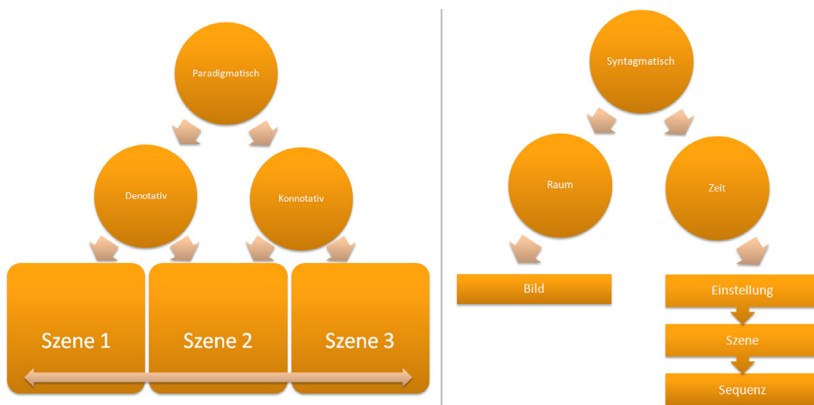 Paradigmatisch
Denotativ
Konnotativ
Szene 1
Szene 2
Szene 3
Syntagmatisch
Raum
Zeit
Bild
Einstellung
Szene
Sequenz